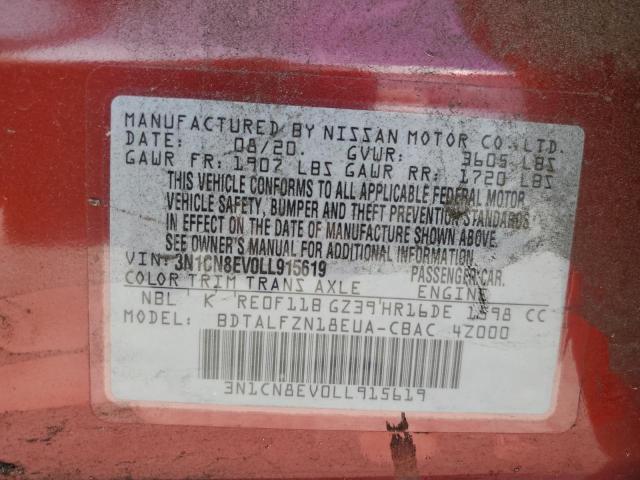 MANUFACTURED BY NISSAN MOTOR CO., LTD.
DATE: 08/20. GVWR: 3605 LBS
GAWR FR: 1907 LBS GAWR RR: 1720 LBS
THIS VEHICLE CONFORMS TO ALL APPLICABLE FEDERAL MOTOR
VEHICLE SAFETY, BUMPER AND THEFT PREVENTION STANDARDS
IN EFFECT ON THE DATE OF MANUFACTURE SHOWN ABOVE.
SEE OWNER'S MANUAL FOR ADDITIONAL INFORMATION.
VIN: 3N1CN8EV0LL915619 PASSENGER CAR.
COLOR TRIM TRANS AXLE ENGINE
NBL K RE0F11B GZ39 HR16DE 1598 CC
MODEL BDTALFZN18EUA-CBAC 4Z000
3N1CN8EV0LL915619